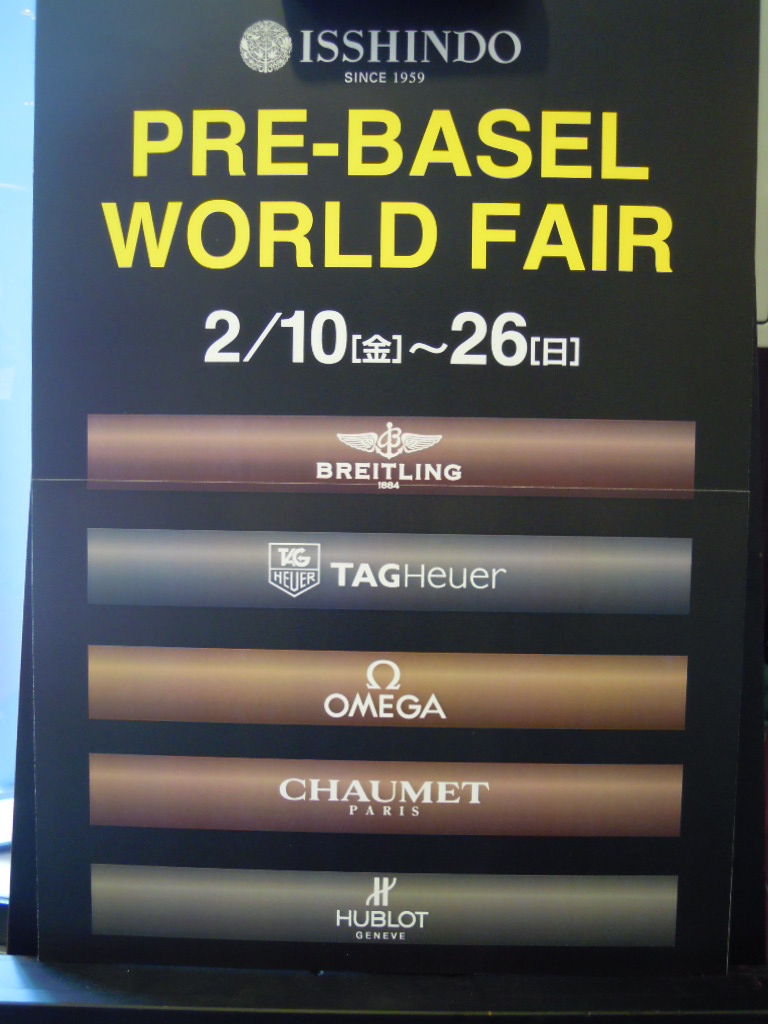 ISSHINDO
SINCE 1959
PRE-BASEL
WORLD FAIR
2/10[金]～26[日]
B
BREITLING
1884
TAG
HEUER
TAGHeuer
Ω
OMEGA
CHAUMET
PARIS
H
HUBLOT
GENEVE